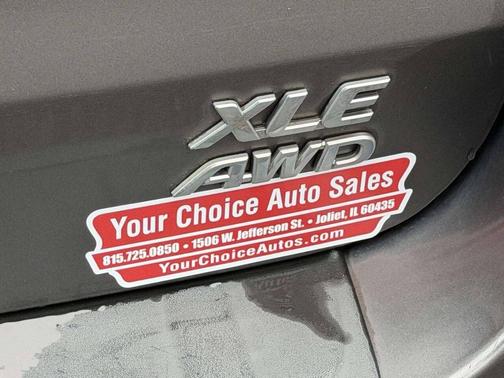 XLE
AWD
Your Choice Auto Sales
815.725.0850 • 1506 W. Jefferson St. • Joliet, IL 60435
YourChoiceAutos.com